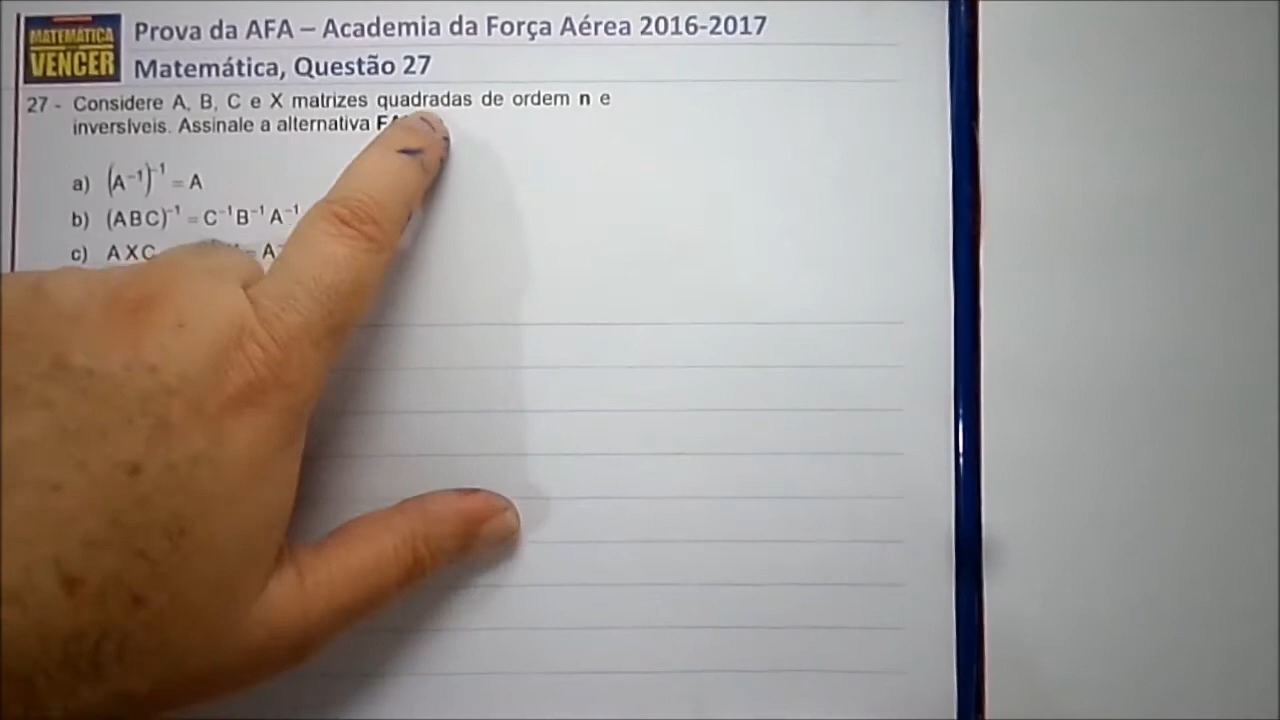 MATEMÁTICA
VENCER
Prova da AFA – Academia da Força Aérea 2016-2017
Matemática, Questão 27
27 - Considere A, B, C e X matrizes quadradas de ordem n e
inversíveis. Assinale a alternativa
a) (A⁻¹)⁻¹ = A
b) (ABC)⁻¹ = C⁻¹B⁻¹A⁻¹
c) AXC